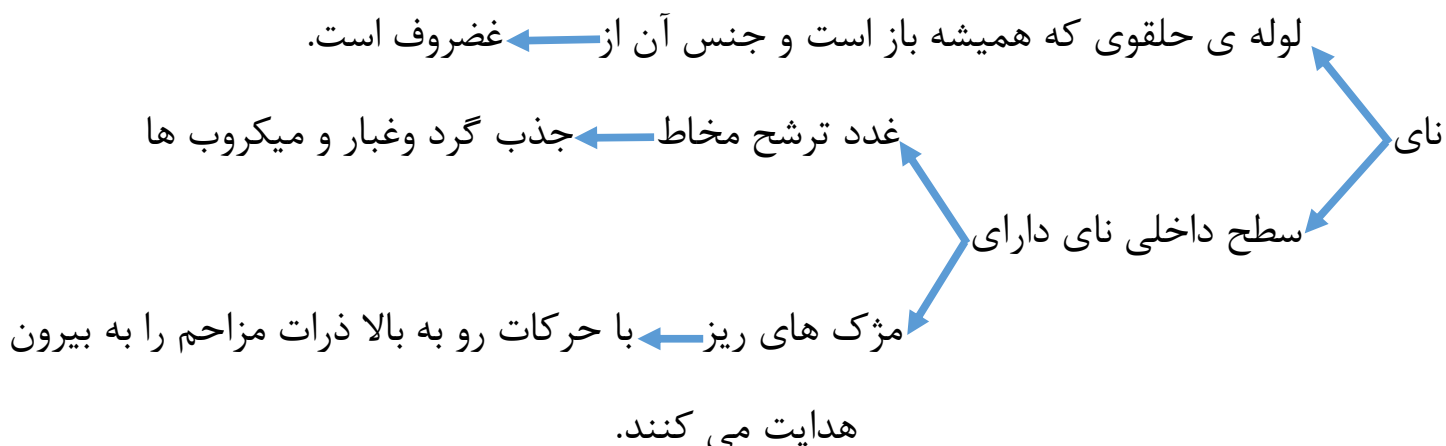 لوله ی حلقوی که همیشه باز است و جنس آن از غضروف است.
نای
غدد ترشح مخاط جذب گرد وغبار و میکروب ها
سطح داخلی نای دارای
مژک های ریز با حرکات رو به بالا ذرات مزاحم را به بیرون
هدایت می کنند.